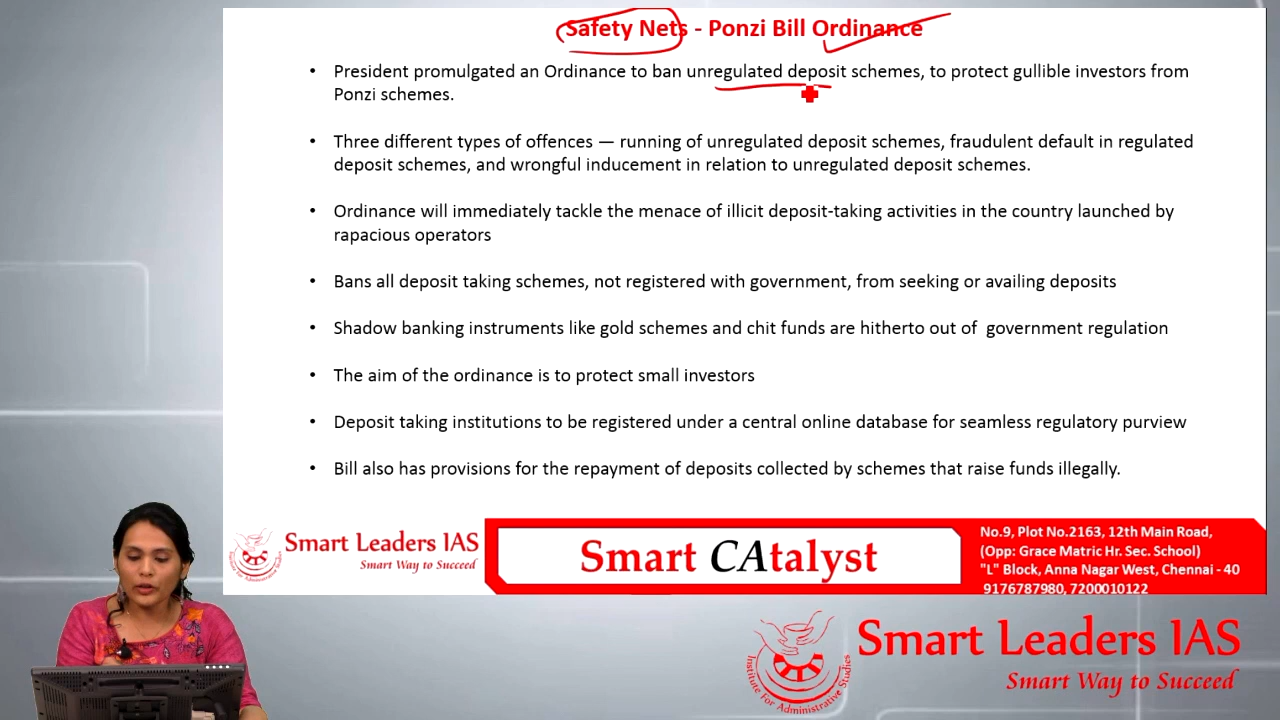 Safety Nets - Ponzi Bill Ordinance
• President promulgated an Ordinance to ban unregulated deposit schemes, to protect gullible investors from
Ponzi schemes.
• Three different types of offences — running of unregulated deposit schemes, fraudulent default in regulated
deposit schemes, and wrongful inducement in relation to unregulated deposit schemes.
• Ordinance will immediately tackle the menace of illicit deposit-taking activities in the country launched by
rapacious operators
• Bans all deposit taking schemes, not registered with government, from seeking or availing deposits
• Shadow banking instruments like gold schemes and chit funds are hitherto out of government regulation
• The aim of the ordinance is to protect small investors
• Deposit taking institutions to be registered under a central online database for seamless regulatory purview
• Bill also has provisions for the repayment of deposits collected by schemes that raise funds illegally.
Institute For Administrative Studies
Smart Leaders IAS
Smart Way to Succeed
Smart CAtalyst
No.9, Plot No.2163, 12th Main Road,
(Opp: Grace Matric Hr. Sec. School)
"L" Block, Anna Nagar West, Chennai - 40
9176787980, 7200010122
Institute For Administrative Studies
Smart Leaders IAS
Smart Way to Succeed